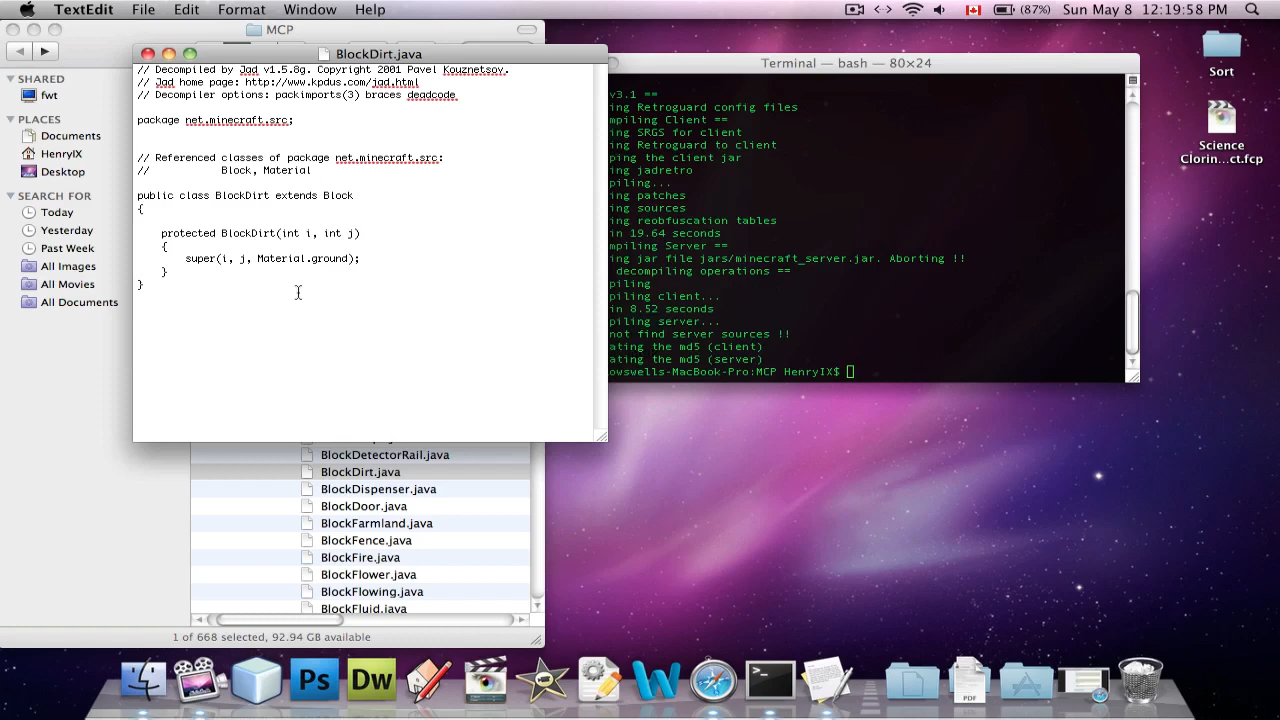 TextEdit File Edit Format Window Help (87%) Sun May 8 12:19:58 PM
MCP
SHARED
fwt
PLACES
Documents
HenryIX
Desktop
SEARCH FOR
Today
Yesterday
Past Week
All Images
All Movies
All Documents
BlockDirt.java
// Decompiled by Jad v1.5.8g. Copyright 2001 Pavel Kouznetsov.
// Jad home page: http://www.kpdus.com/jad.html
// Decompiler options: packimports(3) braces deadcode
package net.minecraft.src;
// Referenced classes of package net.minecraft.src:
//            Block, Material
public class BlockDirt extends Block
{
protected BlockDirt(int i, int j)
{
super(i, j, Material.ground);
}
}
BlockDetectorRail.java
BlockDirt.java
BlockDispenser.java
BlockDoor.java
BlockFarmland.java
BlockFence.java
BlockFire.java
BlockFlower.java
BlockFlowing.java
BlockFluid.java
1 of 668 selected, 92.94 GB available
Terminal — bash — 80×24
v3.1 ==
ing Retroguard config files
mpiling Client ==
ing SRGS for client
ing Retroguard to client
ping the client jar
ing jadretro
piling...
ing patches
ing sources
ing reobfuscation tables
in 19.64 seconds
mpiling Server ==
ing jar file jars/minecraft_server.jar. Aborting !!
decompiling operations ==
piling
piling client...
in 8.52 seconds
piling server...
not find server sources !!
ating the md5 (client)
ating the md5 (server)
owswells-MacBook-Pro:MCP HenryIX$
Sort
Science
Clorin...ct.fcp
Ps
Dw
W
PDF